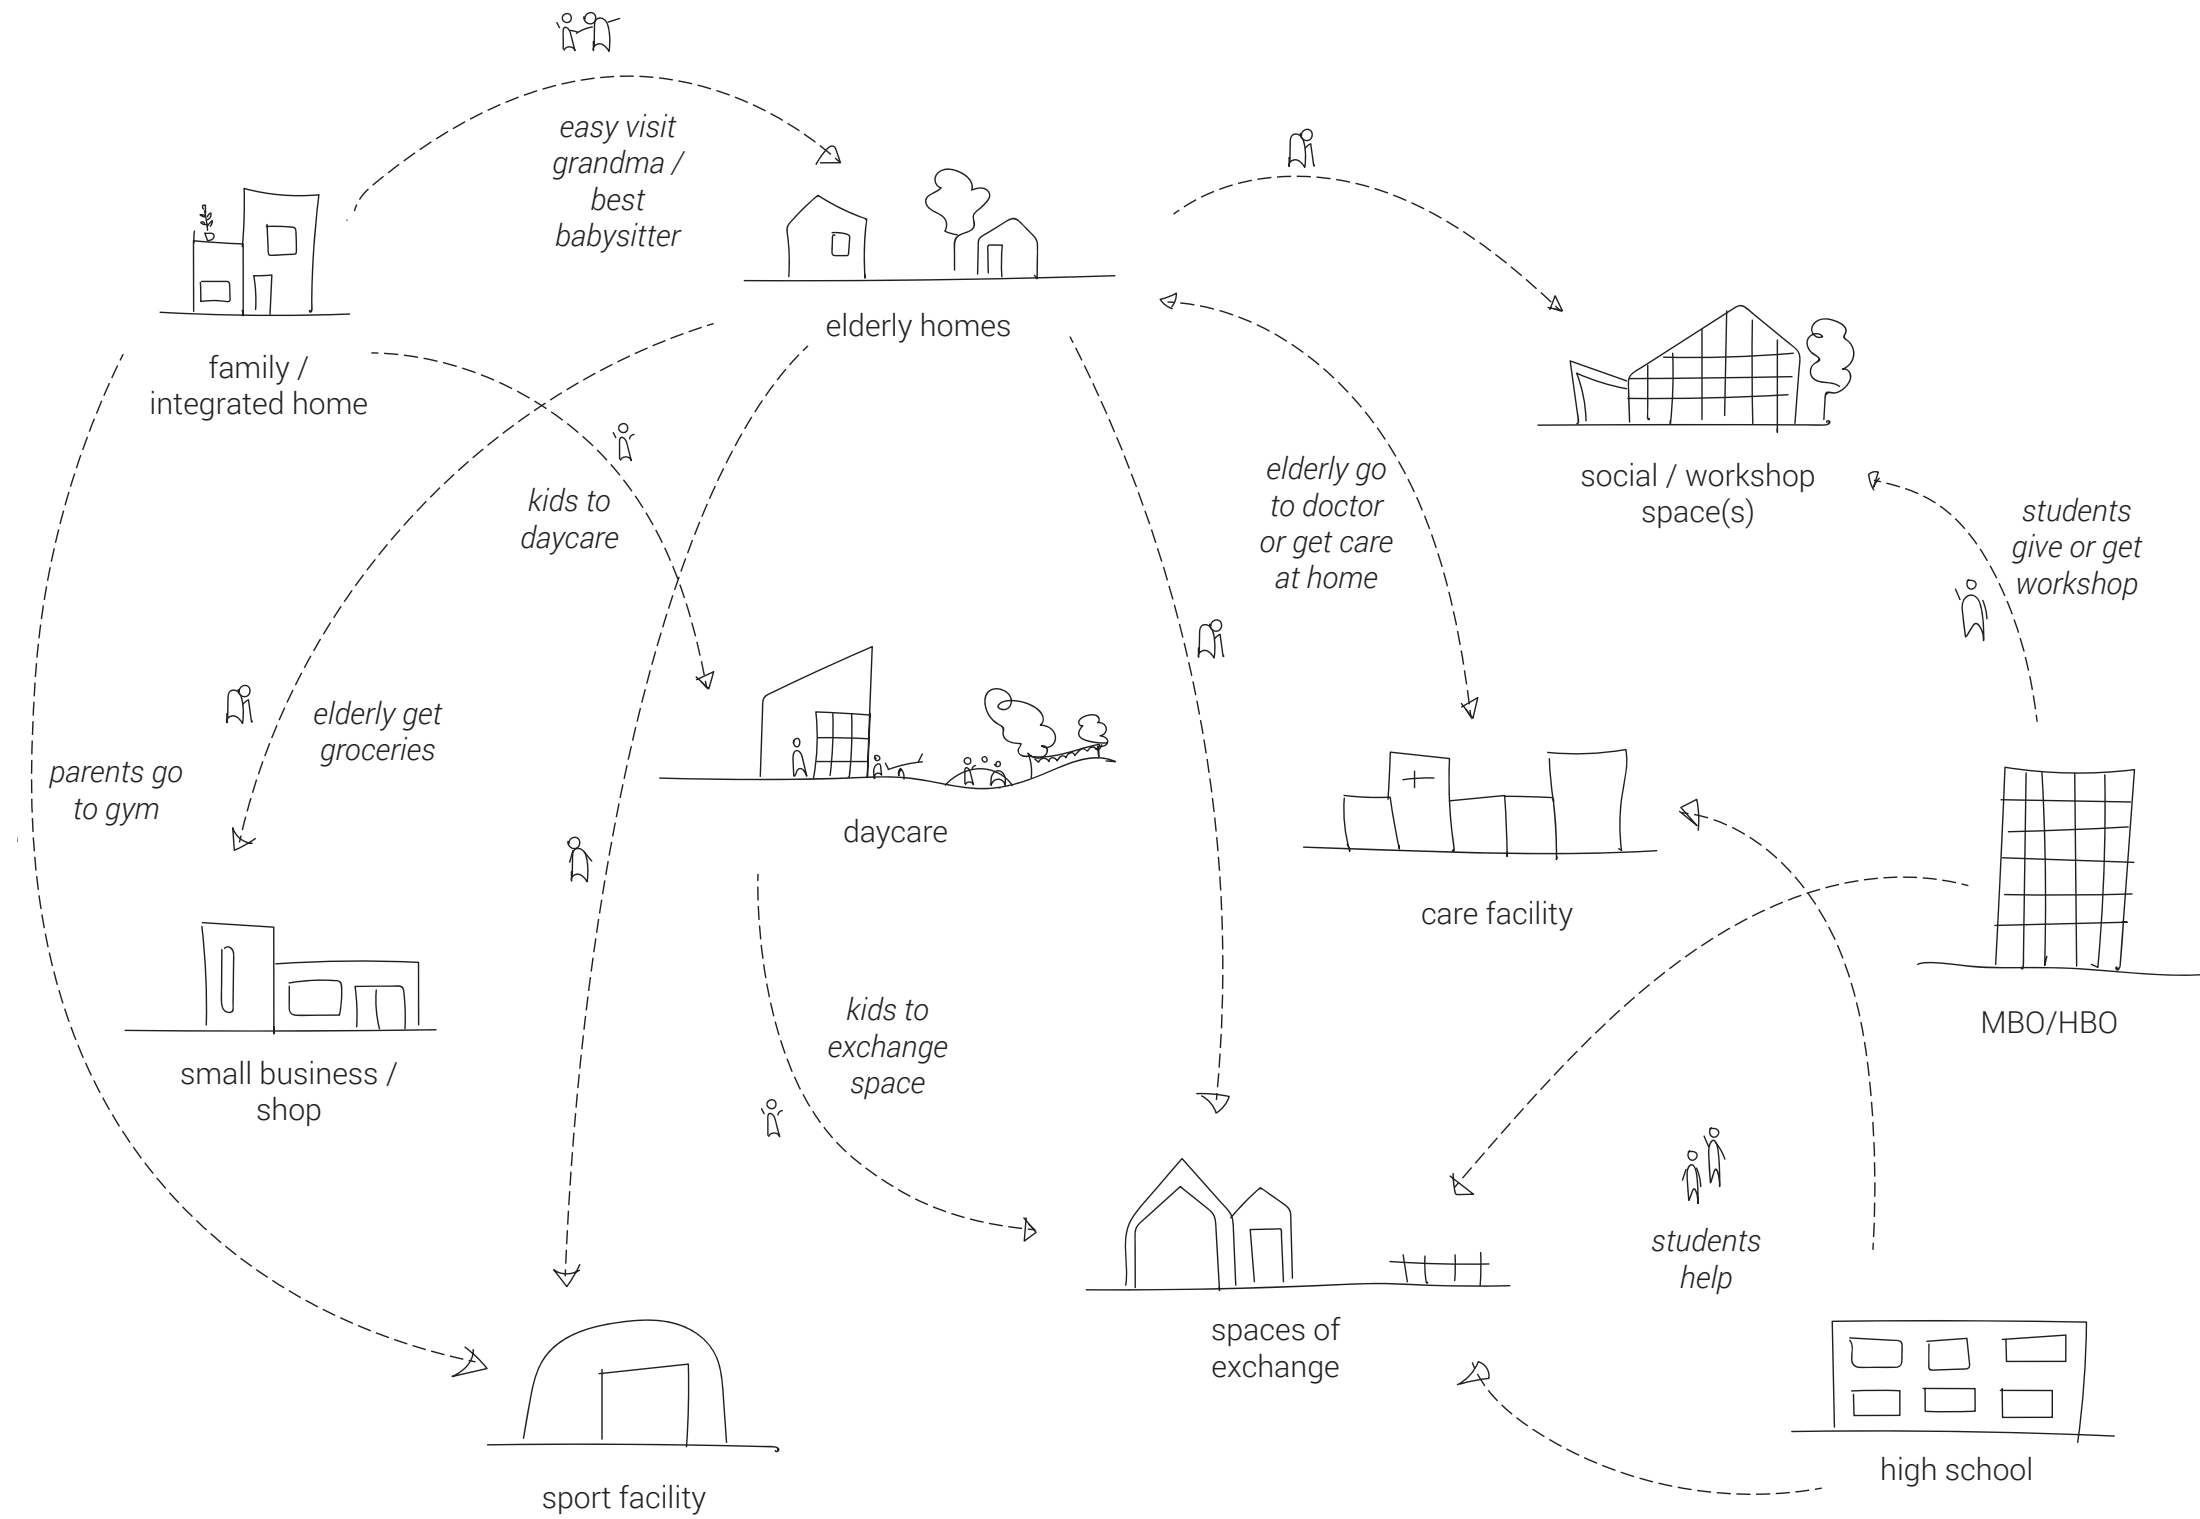 easy visit
grandma /
best
babysitter
elderly homes
family /
integrated home
kids to
daycare
elderly go
to doctor
or get care
at home
social / workshop
space(s)
students
give or get
workshop
elderly get
groceries
parents go
to gym
daycare
care facility
MBO/HBO
small business /
shop
kids to
exchange
space
students
help
spaces of
exchange
high school
sport facility